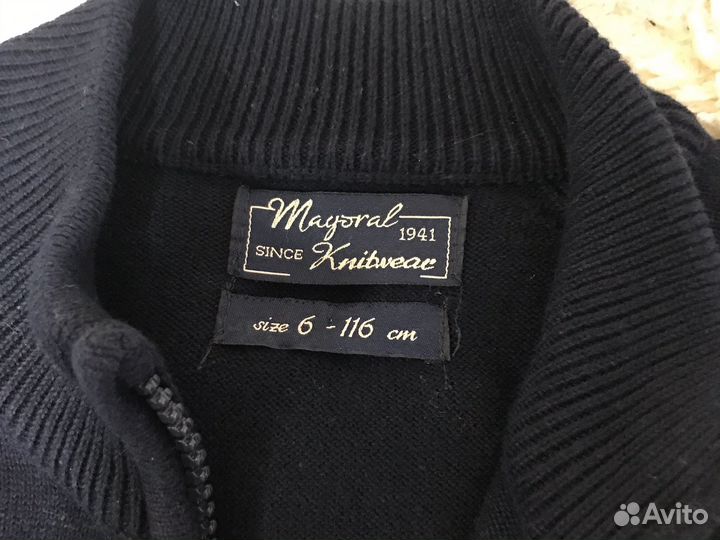 Mayoral
SINCE 1941
Knitwear
size 6 - 116 cm
Avito